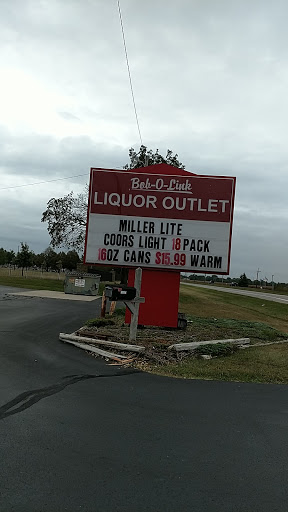 Bob-O-Link
LIQUOR OUTLET
MILLER LITE
COORS LIGHT 18 PACK
16OZ CANS $15.99 WARM